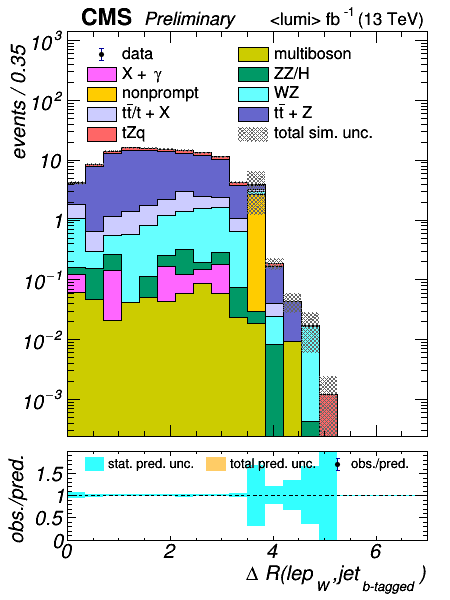 CMS Preliminary <lumi> fb⁻¹ (13 TeV)
events / 0.35
10³
10²
10
1
10⁻¹
10⁻²
10⁻³
data
multiboson
X + γ
ZZ/H
nonprompt
WZ
tt̄/t + X
tt̄ + Z
tZq
total sim. unc.
obs./pred.
1.5
1
0.5
0
stat. pred. unc.
total pred. unc.
obs./pred.
0 2 4 6
Δ R(lep_W, jet_b-tagged)